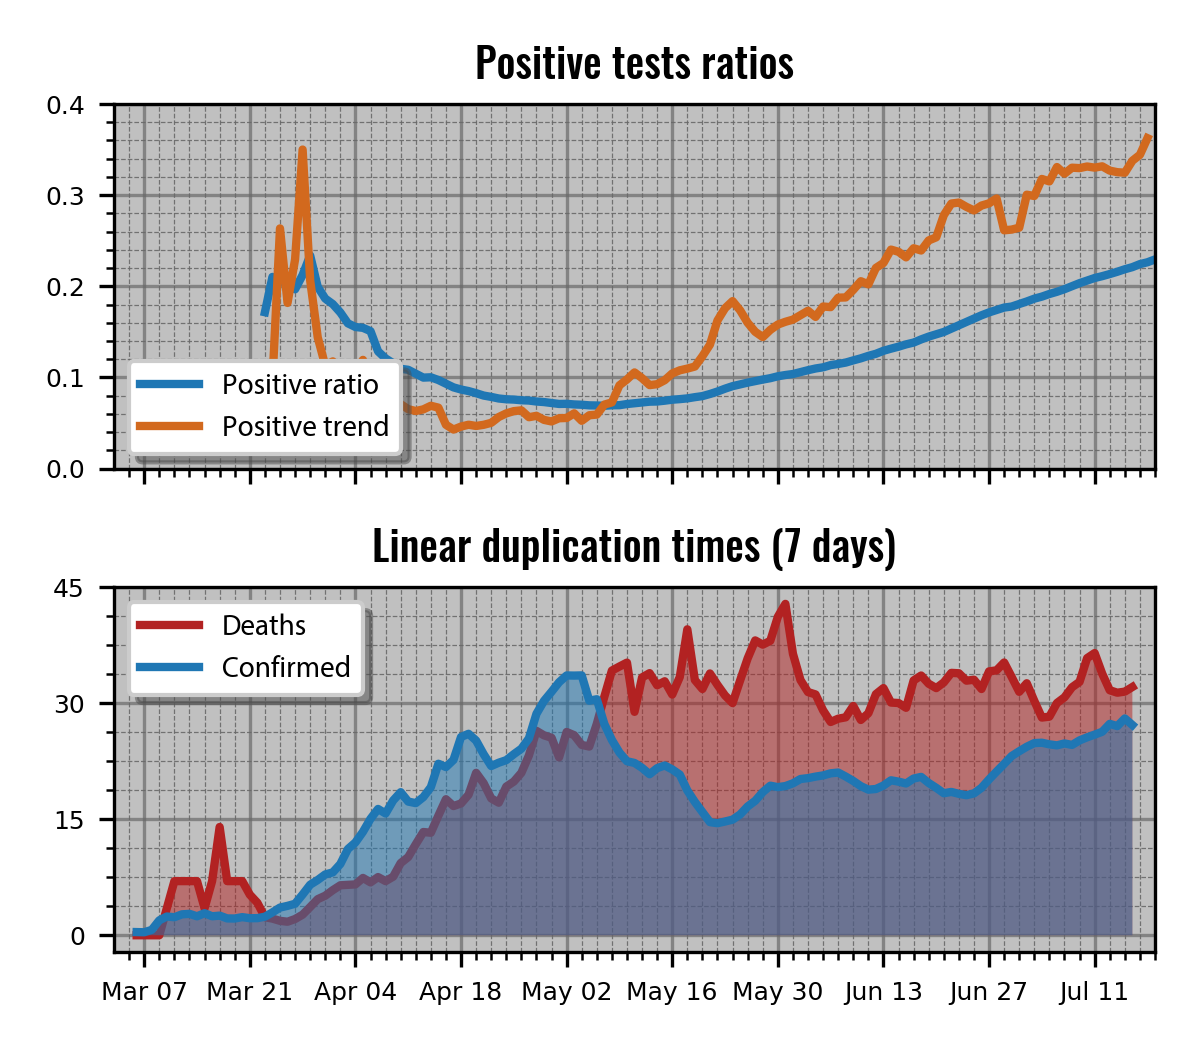 Positive tests ratios
0.4
0.3
0.2
0.1
0.0
Positive ratio
Positive trend
Linear duplication times (7 days)
45
30
15
0
Deaths
Confirmed
Mar 07 Mar 21 Apr 04 Apr 18 May 02 May 16 May 30 Jun 13 Jun 27 Jul 11